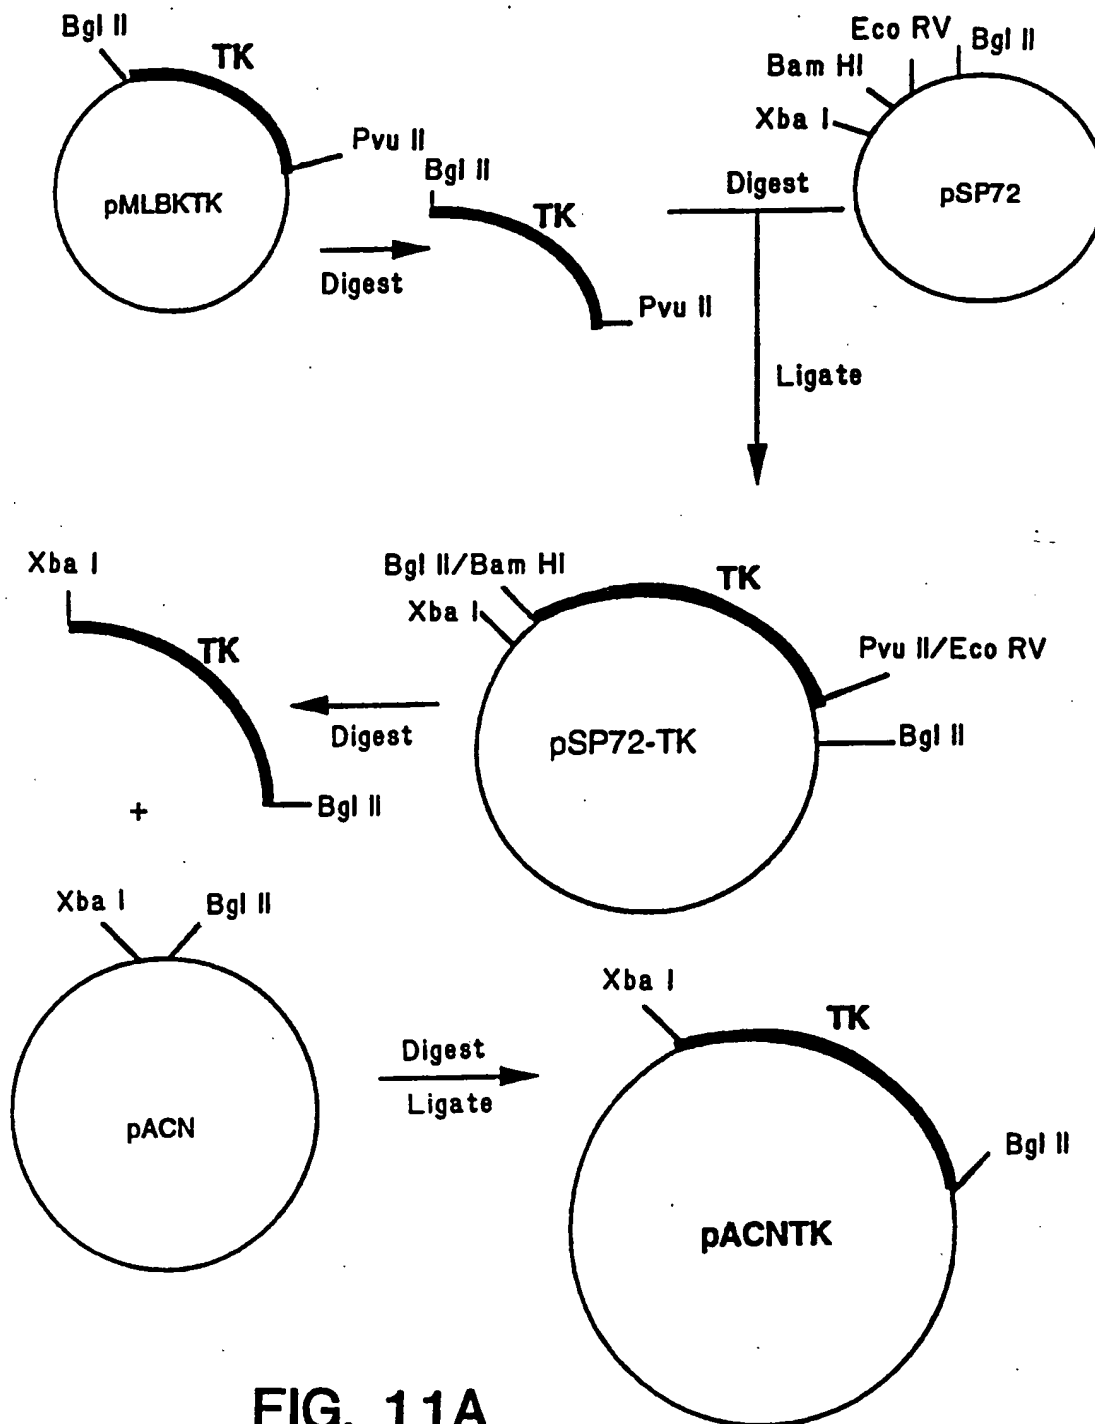 Bgl II
TK
Pvu II
pMLBKTK
Digest
Bgl II
TK
Pvu II
Digest
Ligate
Eco RV
Bgl II
Bam HI
Xba I
pSP72
Xba I
TK
Bgl II
Digest
Bgl II/Bam HI
Xba I
TK
Pvu II/Eco RV
Bgl II
pSP72-TK
+
Xba I
Bgl II
pACN
Digest
Ligate
Xba I
TK
Bgl II
pACNTK
FIG. 11A